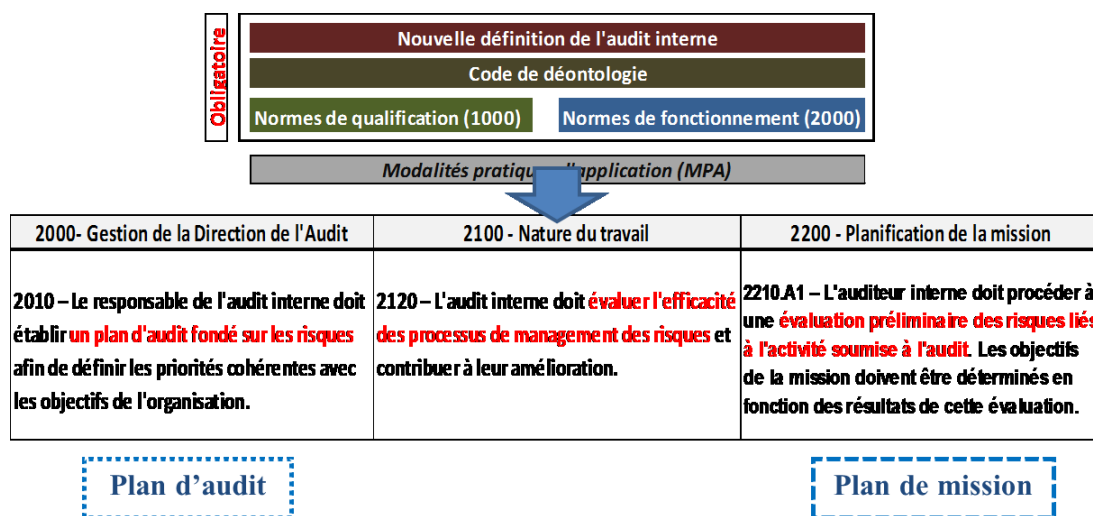 Obligatoire
Nouvelle définition de l'audit interne
Code de déontologie
Normes de qualification (1000)
Normes de fonctionnement (2000)
Modalités pratiqu d'application (MPA)
2000- Gestion de la Direction de l'Audit
2010 – Le responsable de l'audit interne doit
établir un plan d'audit fondé sur les risques
afin de définir les priorités cohérentes avec
les objectifs de l'organisation.
2100 - Nature du travail
2120 – L'audit interne doit évaluer l'efficacité
des processus de management des risques et
contribuer à leur amélioration.
2200 - Planification de la mission
2210.A1 – L'auditeur interne doit procéder à
une évaluation préliminaire des risques liés
à l'activité soumise à l'audit. Les objectifs
de la mission doivent être déterminés en
fonction des résultats de cette évaluation.
Plan d'audit
Plan de mission